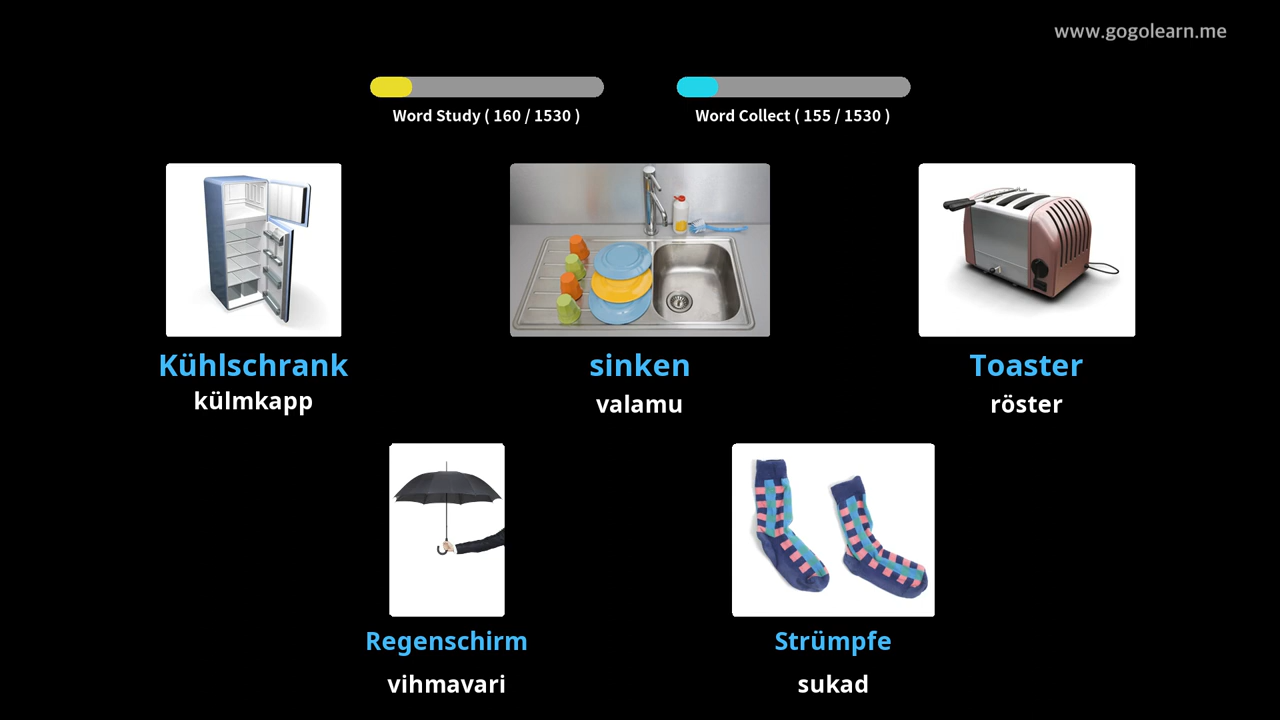 www.gogolearn.me
Word Study ( 160 / 1530 )
Word Collect ( 155 / 1530 )
Kühlschrank
külmkapp
sinken
valamu
Toaster
röster
Regenschirm
vihmavari
Strümpfe
sukad